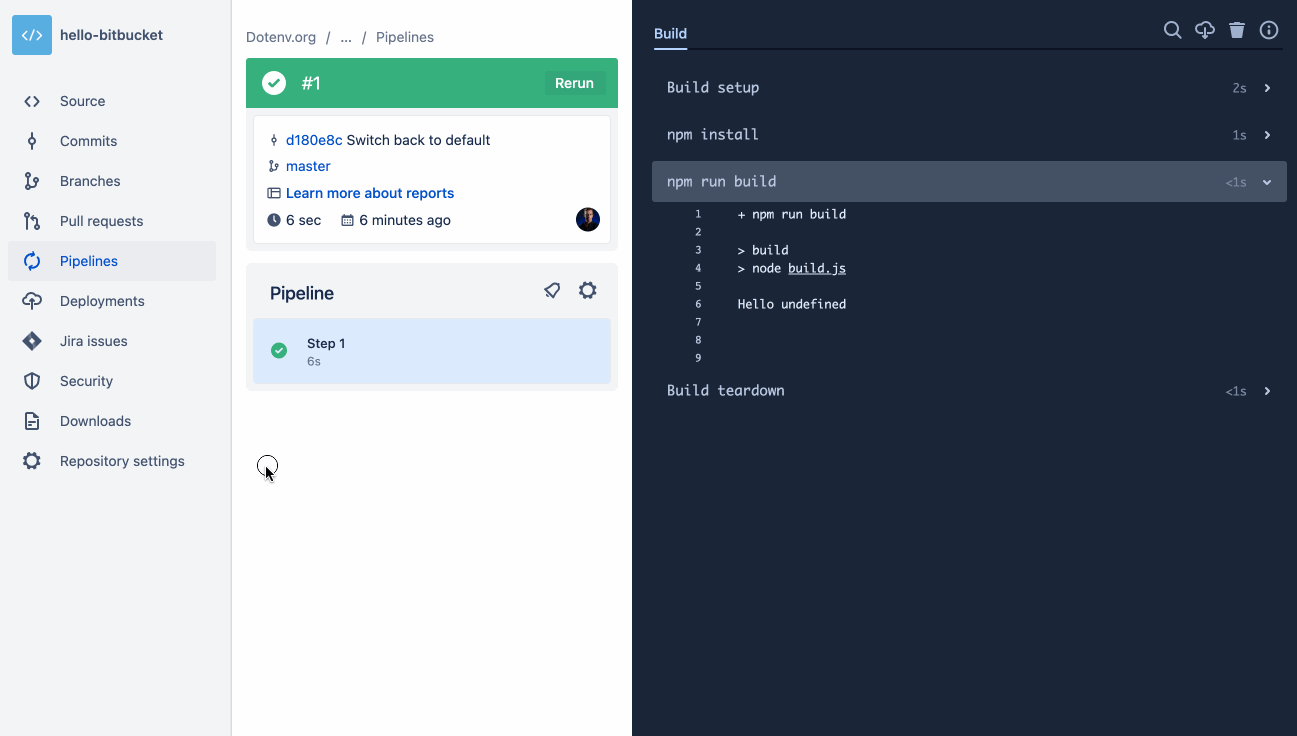 </> hello-bitbucket
Source
Commits
Branches
Pull requests
Pipelines
Deployments
Jira issues
Security
Downloads
Repository settings
Dotenv.org / ... / Pipelines
#1 Rerun
d180e8c Switch back to default
master
Learn more about reports
6 sec 6 minutes ago
Pipeline
Step 1
6s
Build
Build setup 2s
npm install 1s
npm run build <1s
1 + npm run build
2
3 > build
4 > node build.js
5
6 Hello undefined
7
8
9
Build teardown <1s